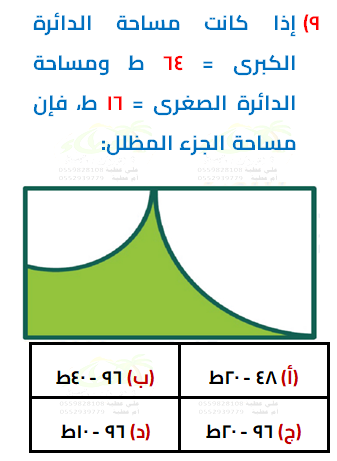 ٩) إذا كانت مساحة الدائرة
الكبرى = ٦٤ ط ومساحة
الدائرة الصغرى = ١٦ ط، فإن
مساحة الجزء المظلل:
(أ) ٤٨ - ٢٠ط
(ب) ٩٦ - ٤٠ط
(ج) ٩٦ - ٢٠ط
(د) ٩٦ - ١٠ط